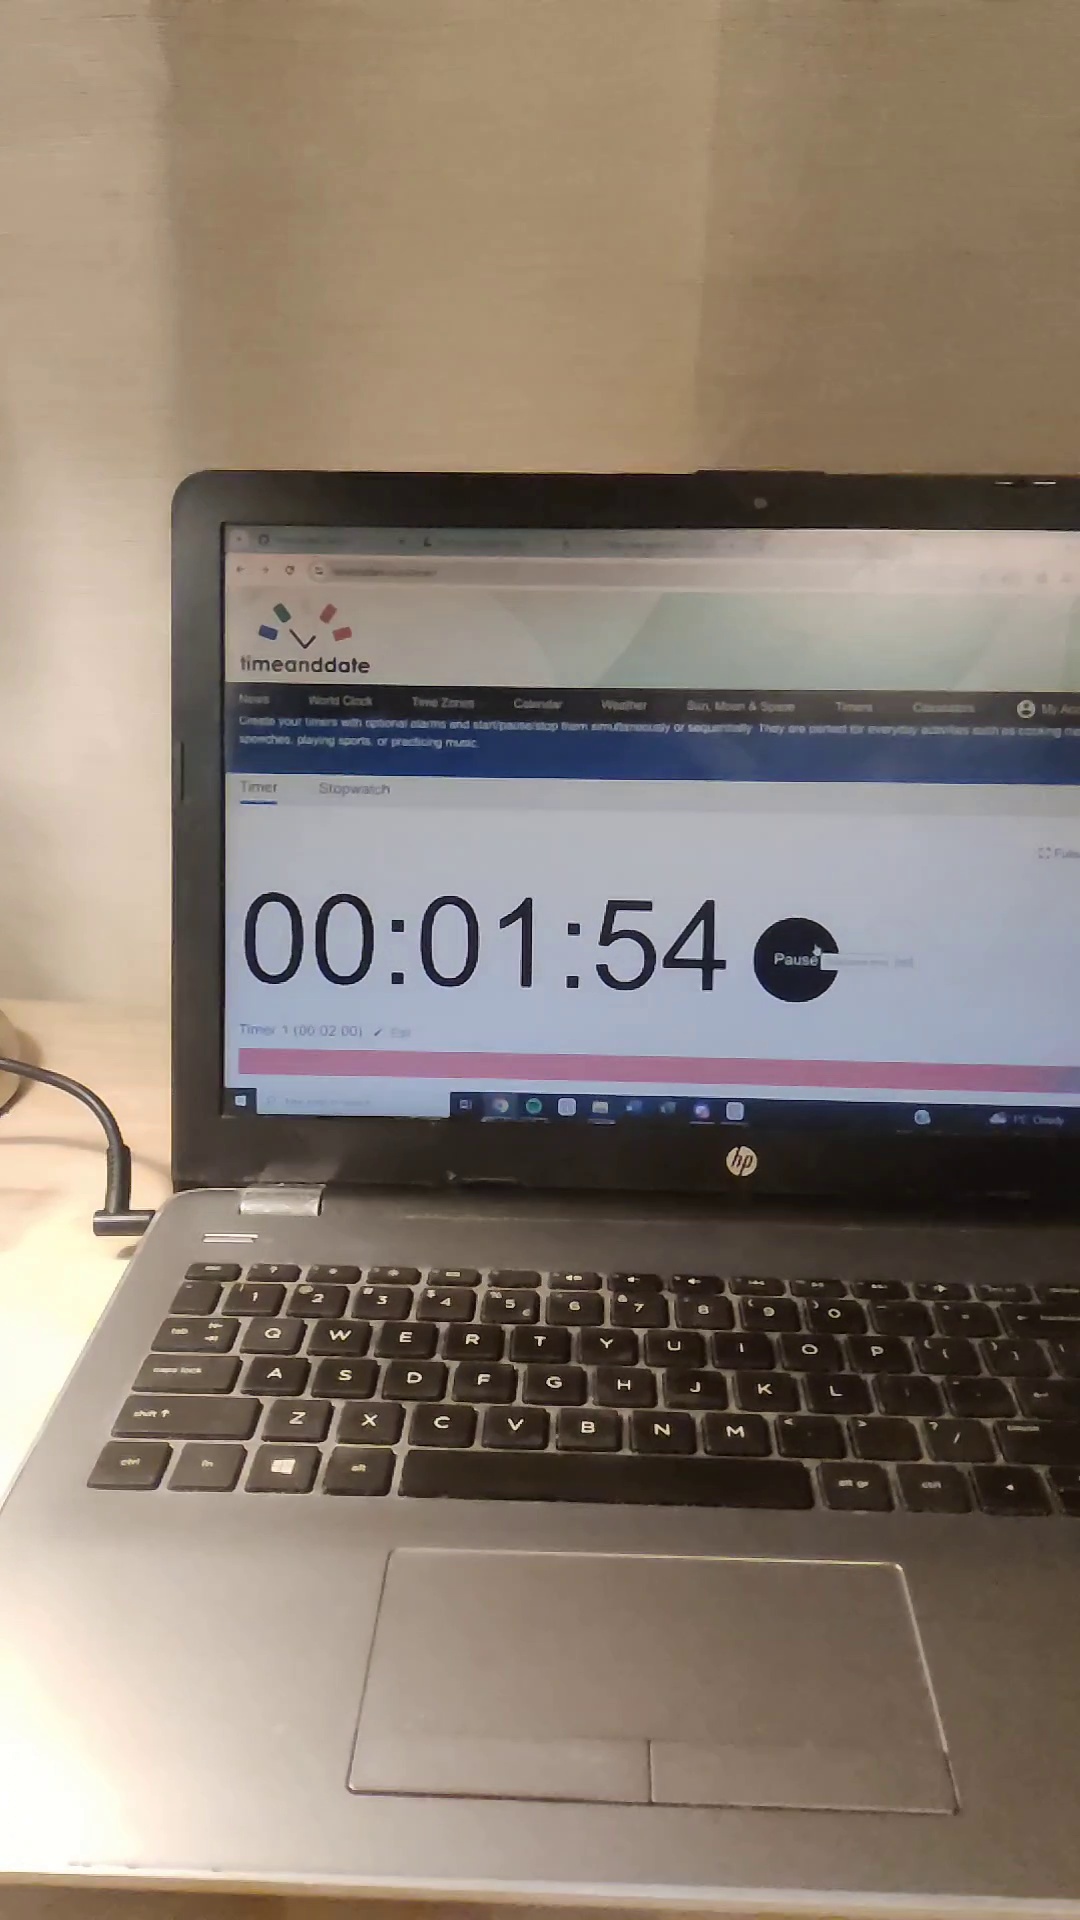 timeanddate
News World Clock Time Zones Calendar Weather Sun, Moon & Space Timers Calculators My Acc
Create your timers with optional alarms and start/pause/stop them simultaneously or sequentially. They are perfect for everyday activities such as cooking
speeches, playing sports, or practicing music.
Timer Stopwatch
00:01:54 Pause
Timer 1 (00:02:00) Edit
Cloudy
hp
1 2 3 4 5 6 7 8 9 0
tab Q W E R T Y U I O P
caps lock A S D F G H J K L
shift Z X C V B N M < > ? /
ctrl fn alt alt gr ctrl